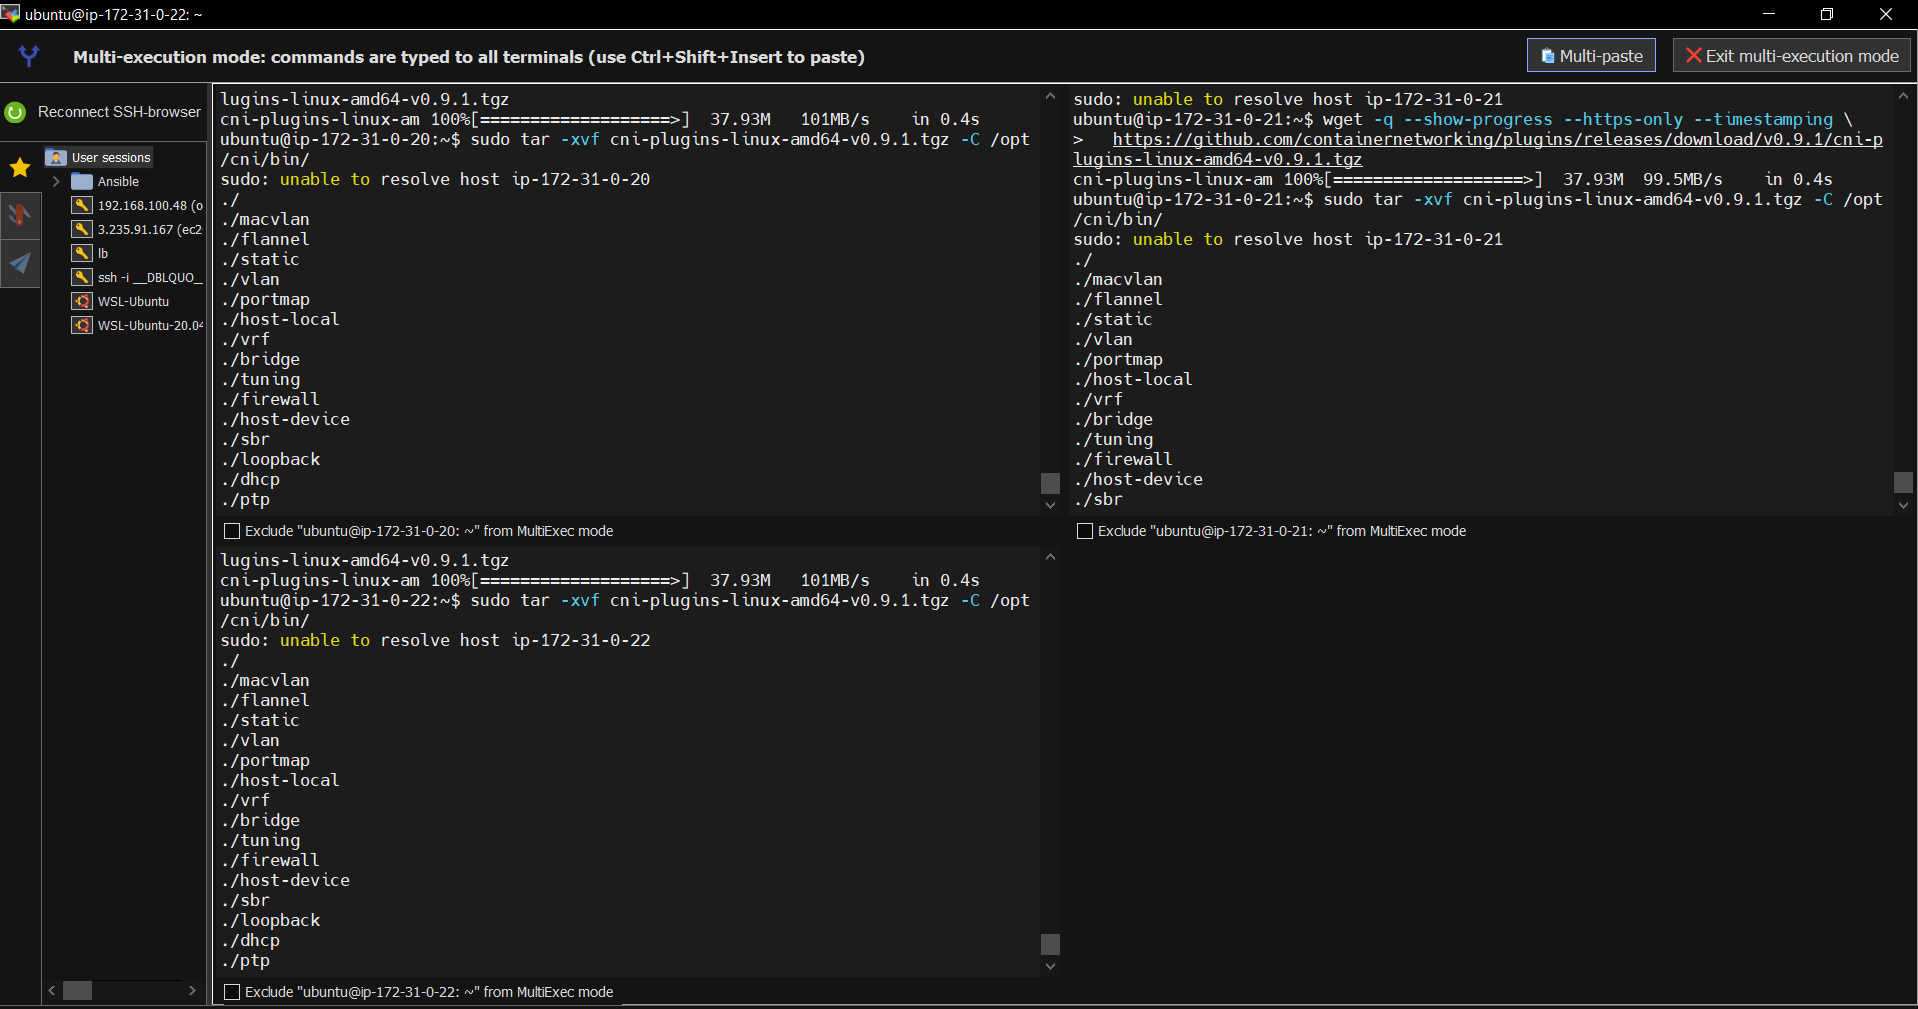 ubuntu@ip-172-31-0-22: ~
Multi-execution mode: commands are typed to all terminals (use Ctrl+Shift+Insert to paste)
Multi-paste
Exit multi-execution mode
Reconnect SSH-browser
User sessions
Ansible
192.168.100.48 (o
3.235.91.167 (ec2
lb
ssh -i __DBLQUO__
WSL-Ubuntu
WSL-Ubuntu-20.04
lugins-linux-amd64-v0.9.1.tgz
cni-plugins-linux-am 100%[===================>]  37.93M   101MB/s    in 0.4s
ubuntu@ip-172-31-0-20:~$ sudo tar -xvf cni-plugins-linux-amd64-v0.9.1.tgz -C /opt
/cni/bin/
sudo: unable to resolve host ip-172-31-0-20
./
./macvlan
./flannel
./static
./vlan
./portmap
./host-local
./vrf
./bridge
./tuning
./firewall
./host-device
./sbr
./loopback
./dhcp
./ptp
Exclude "ubuntu@ip-172-31-0-20: ~" from MultiExec mode
sudo: unable to resolve host ip-172-31-0-21
ubuntu@ip-172-31-0-21:~$ wget -q --show-progress --https-only --timestamping \
>   https://github.com/containernetworking/plugins/releases/download/v0.9.1/cni-p
lugins-linux-amd64-v0.9.1.tgz
cni-plugins-linux-am 100%[===================>]  37.93M  99.5MB/s    in 0.4s
ubuntu@ip-172-31-0-21:~$ sudo tar -xvf cni-plugins-linux-amd64-v0.9.1.tgz -C /opt
/cni/bin/
sudo: unable to resolve host ip-172-31-0-21
./
./macvlan
./flannel
./static
./vlan
./portmap
./host-local
./vrf
./bridge
./tuning
./firewall
./host-device
./sbr
Exclude "ubuntu@ip-172-31-0-21: ~" from MultiExec mode
lugins-linux-amd64-v0.9.1.tgz
cni-plugins-linux-am 100%[===================>]  37.93M   101MB/s    in 0.4s
ubuntu@ip-172-31-0-22:~$ sudo tar -xvf cni-plugins-linux-amd64-v0.9.1.tgz -C /opt
/cni/bin/
sudo: unable to resolve host ip-172-31-0-22
./
./macvlan
./flannel
./static
./vlan
./portmap
./host-local
./vrf
./bridge
./tuning
./firewall
./host-device
./sbr
./loopback
./dhcp
./ptp
Exclude "ubuntu@ip-172-31-0-22: ~" from MultiExec mode